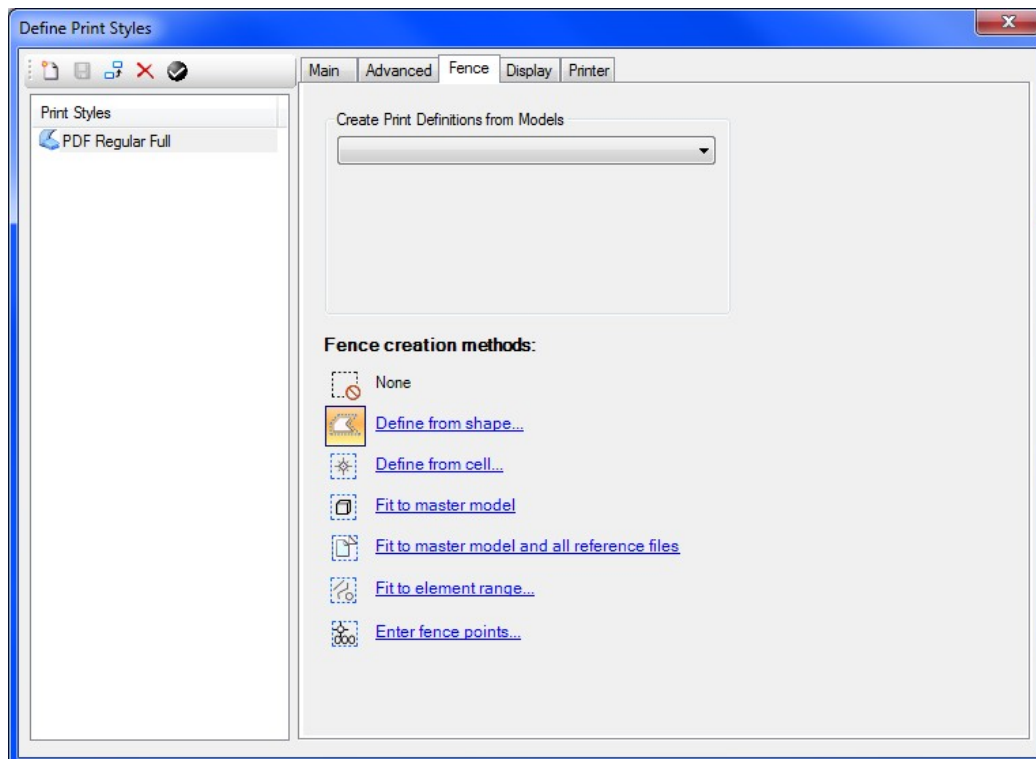 Define Print Styles
Main Advanced Fence Display Printer
Print Styles
PDF Regular Full
Create Print Definitions from Models
Fence creation methods:
None
Define from shape...
Define from cell...
Fit to master model
Fit to master model and all reference files
Fit to element range...
Enter fence points...